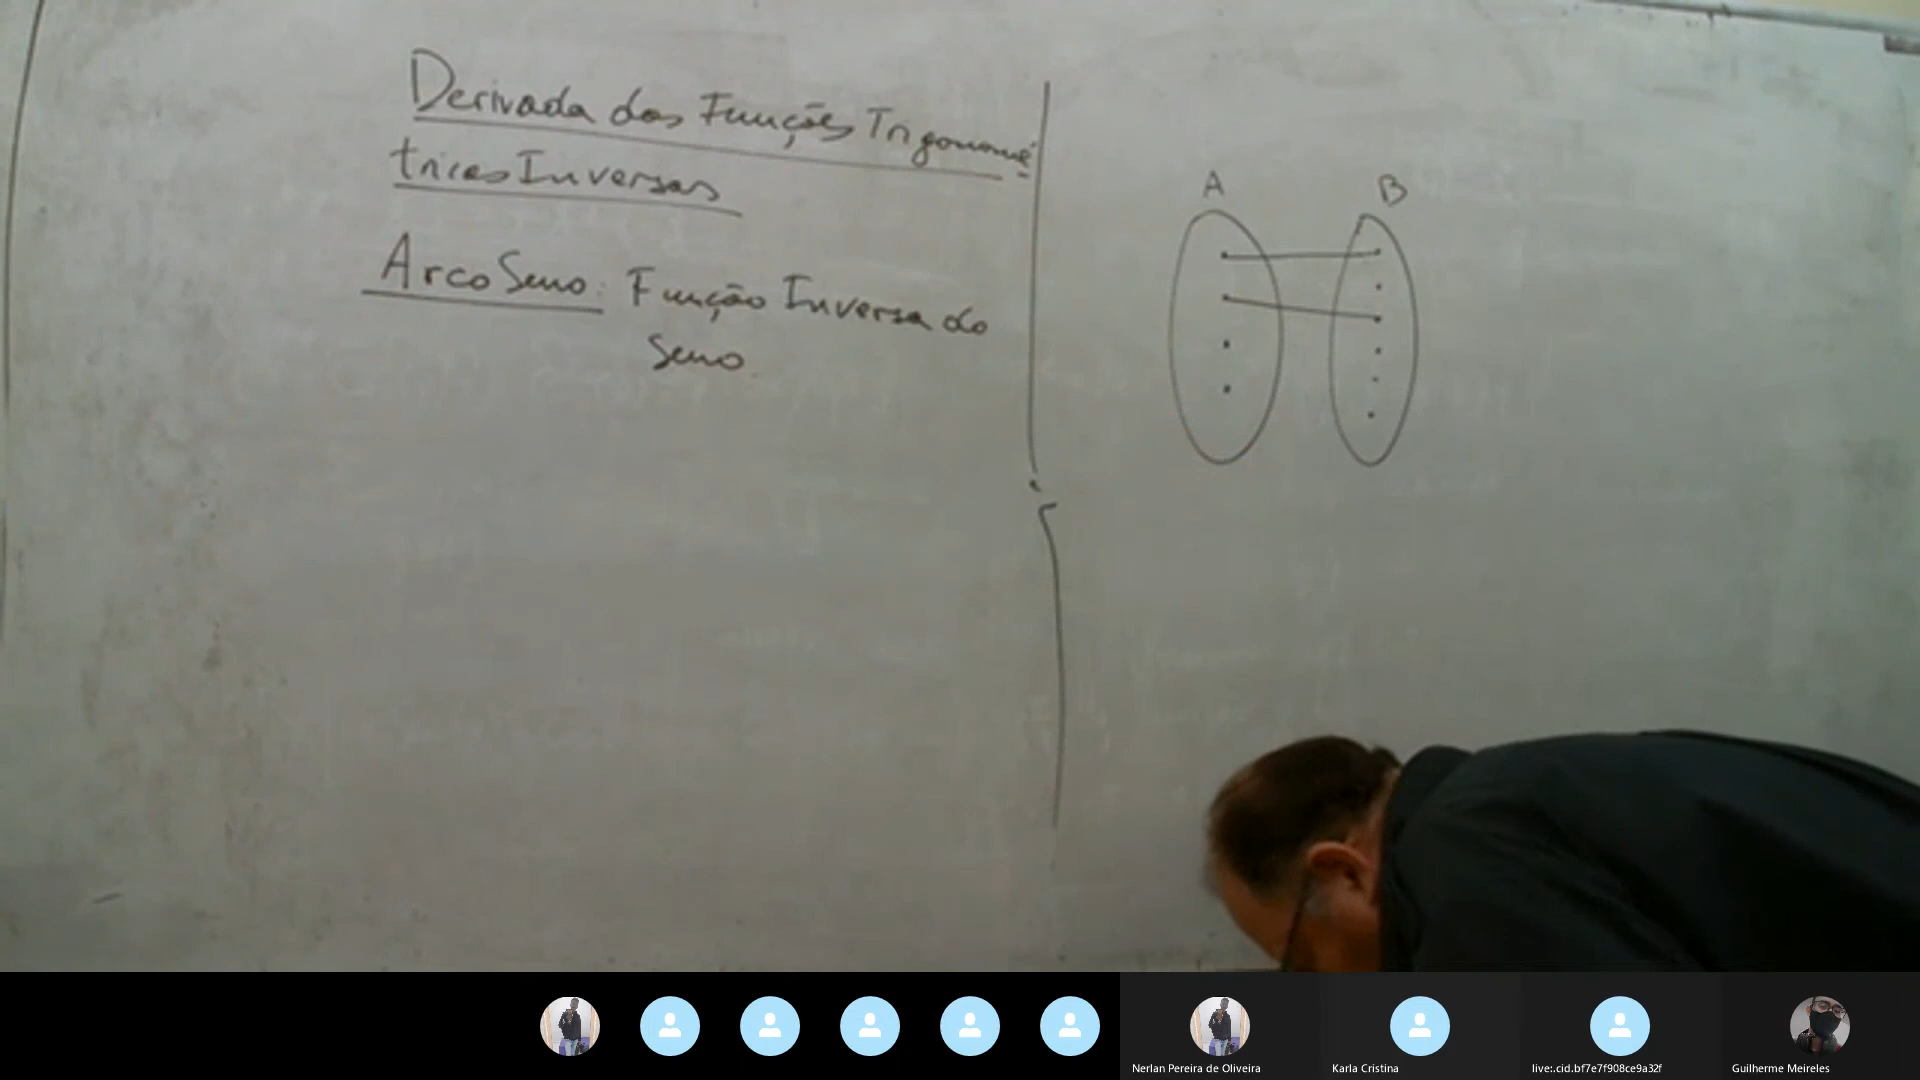 Derivada das Funções Trigonomé
tricas Inversas
Arco Seno: Função Inversa do
Seno.
A
B
Nerlan Pereira de Oliveira
Karla Cristina
live:.cid.bf7e7f908ce9a32f
Guilherme Meireles